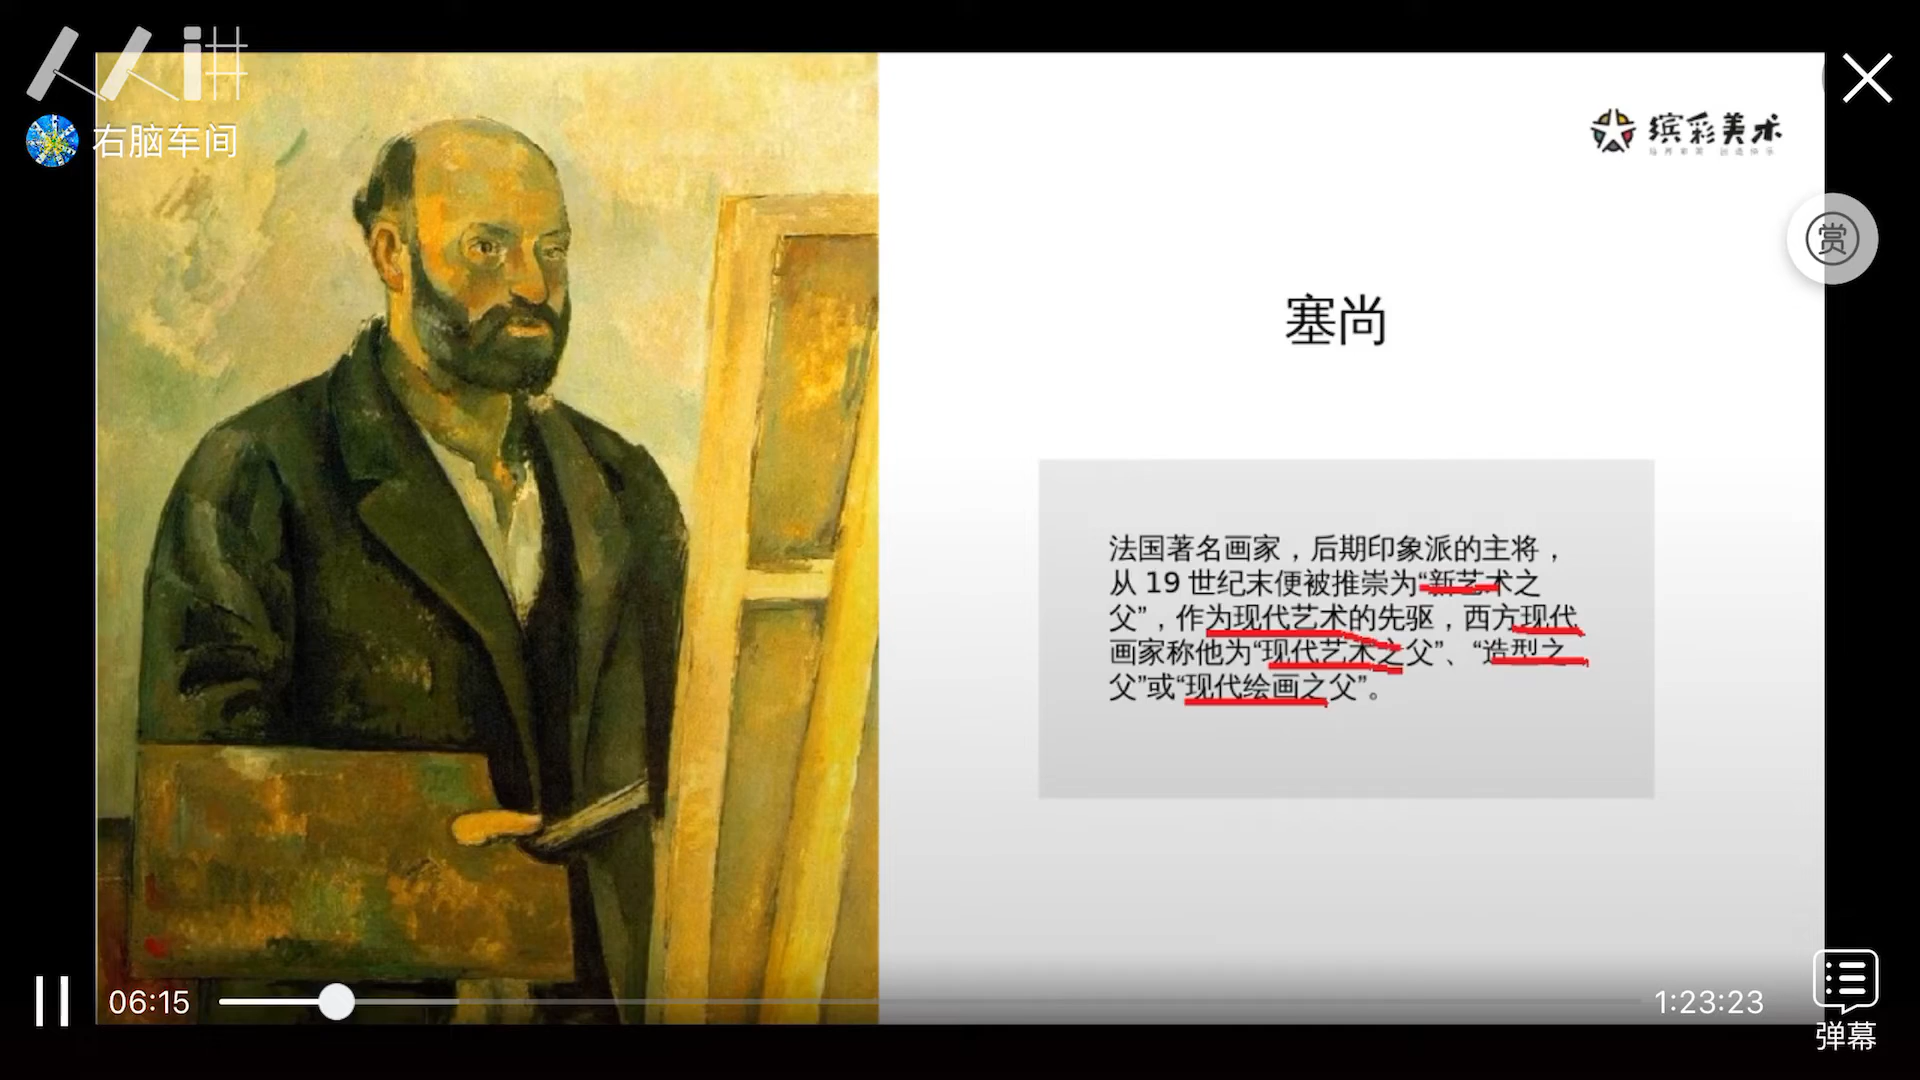 人人讲
右脑车间
缤彩美术
赏
塞尚
法国著名画家，后期印象派的主将，
从 19 世纪末便被推崇为“新艺术之
父”，作为现代艺术的先驱，西方现代
画家称他为“现代艺术之父”、“造型之
父”或“现代绘画之父”。
06:15
1:23:23
弹幕